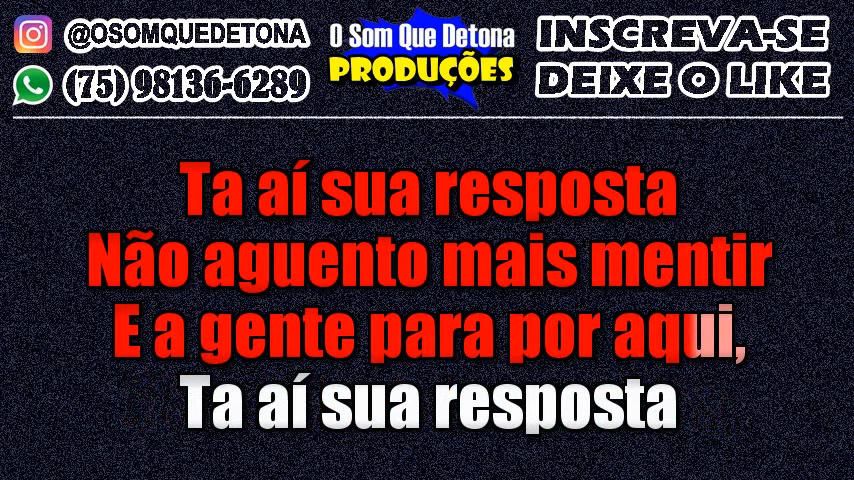 @OSOMQUEDETONA
(75) 98136-6289
O Som Que Detona
PRODUÇÕES
INSCREVA-SE
DEIXE O LIKE
Ta aí sua resposta
Não aguento mais mentir
E a gente para por aqui,
Ta aí sua resposta